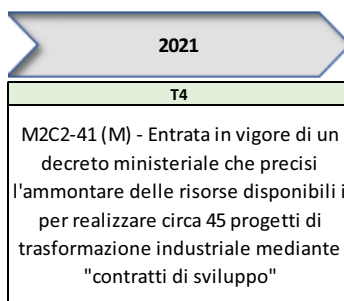 2021
T4
M2C2-41 (M) - Entrata in vigore di un
decreto ministeriale che precisi
l'ammontare delle risorse disponibili i
per realizzare circa 45 progetti di
trasformazione industriale mediante
"contratti di sviluppo"